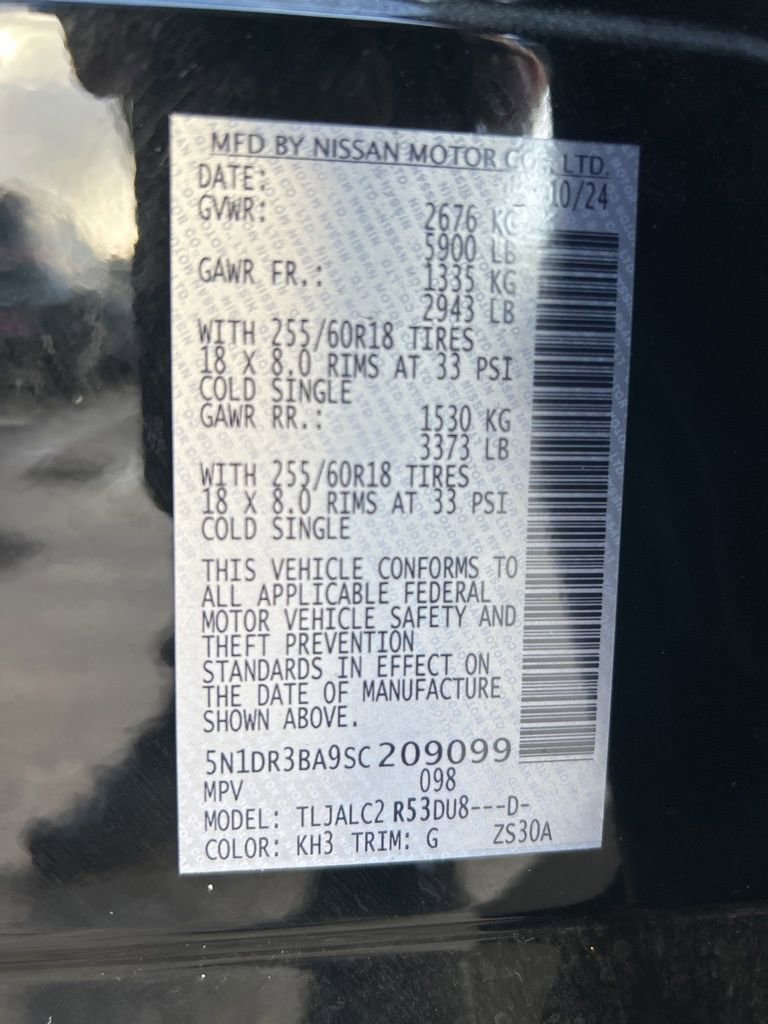 MFD BY NISSAN MOTOR CO., LTD.
DATE: 10/24
GVWR: 2676 KG
5900 LB
GAWR FR.: 1335 KG
2943 LB
WITH 255/60R18 TIRES
18 X 8.0 RIMS AT 33 PSI
COLD SINGLE
GAWR RR.: 1530 KG
3373 LB
WITH 255/60R18 TIRES
18 X 8.0 RIMS AT 33 PSI
COLD SINGLE
THIS VEHICLE CONFORMS TO
ALL APPLICABLE FEDERAL
MOTOR VEHICLE SAFETY AND
THEFT PREVENTION
STANDARDS IN EFFECT ON
THE DATE OF MANUFACTURE
SHOWN ABOVE.
5N1DR3BA9SC209099
MPV 098
MODEL: TLJALC2 R53DU8---D-
COLOR: KH3 TRIM: G ZS30A